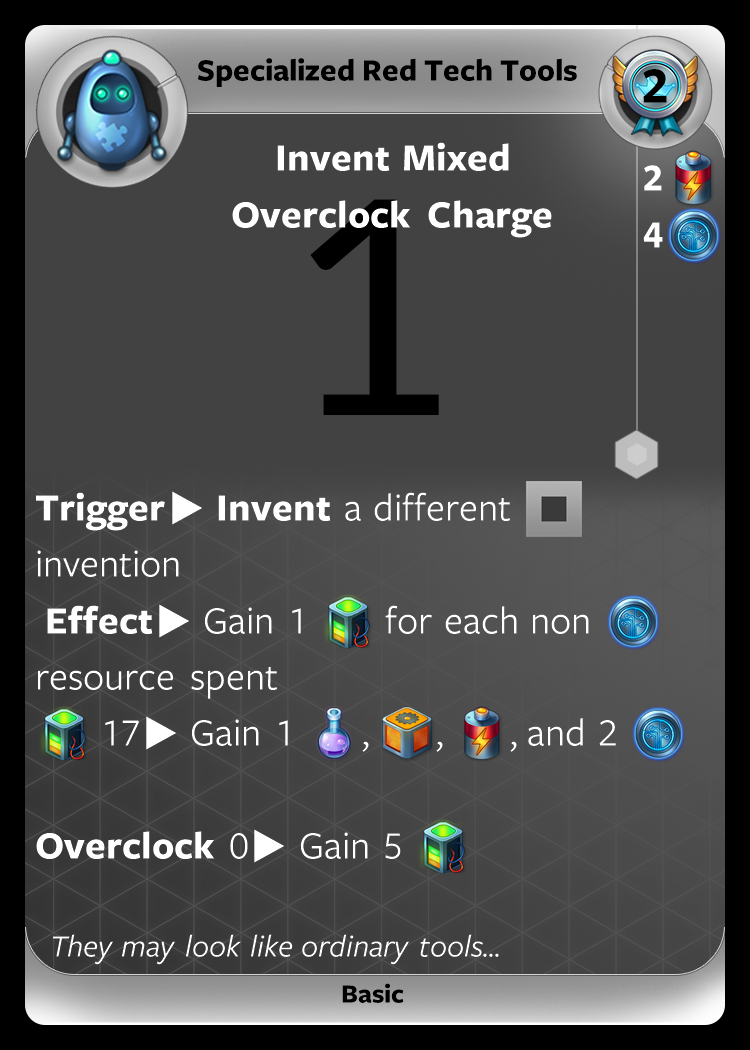 Specialized Red Tech Tools
2
Invent Mixed
Overclock Charge
2
4
1
Trigger▶ Invent a different
invention
Effect▶ Gain 1 for each non
resource spent
17▶ Gain 1 , , , and 2
Overclock 0▶ Gain 5
They may look like ordinary tools...
Basic